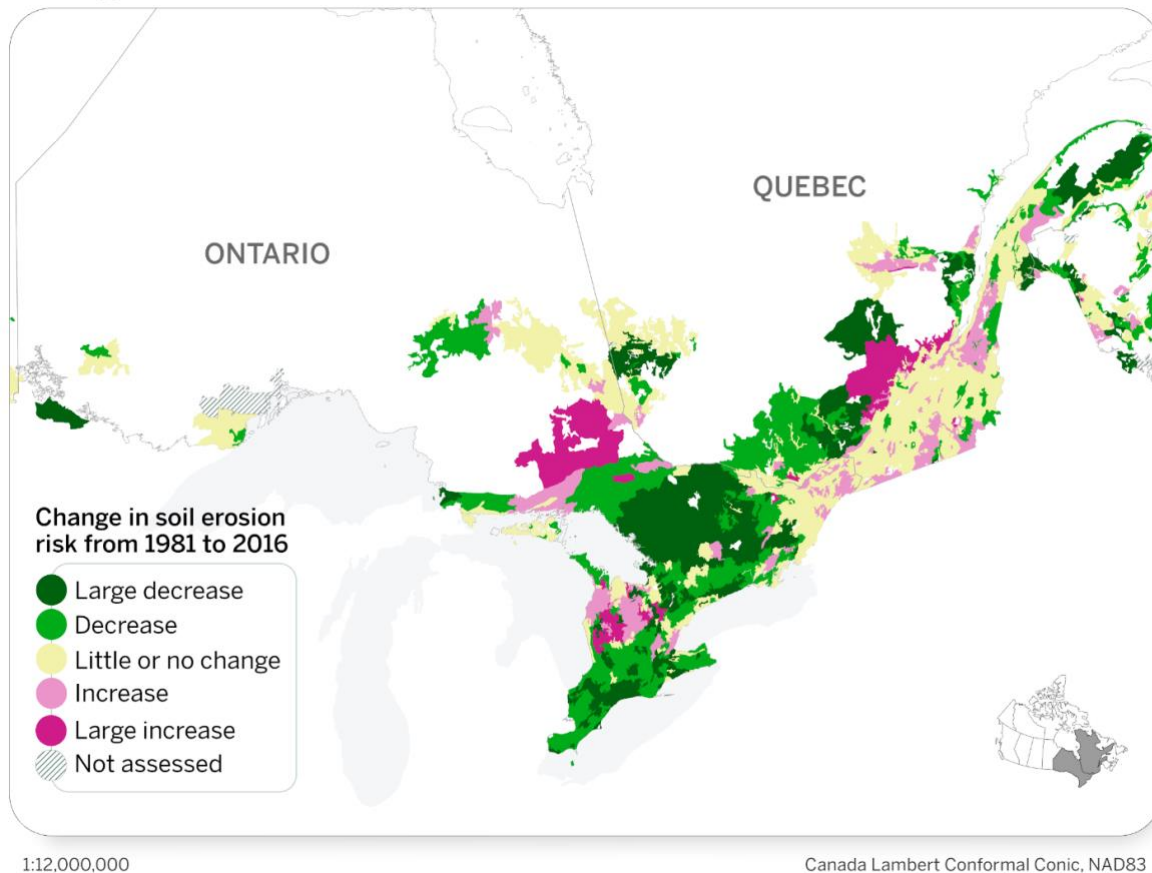 QUEBEC
ONTARIO
Change in soil erosion
risk from 1981 to 2016
Large decrease
Decrease
Little or no change
Increase
Large increase
Not assessed
1:12,000,000
Canada Lambert Conformal Conic, NAD83